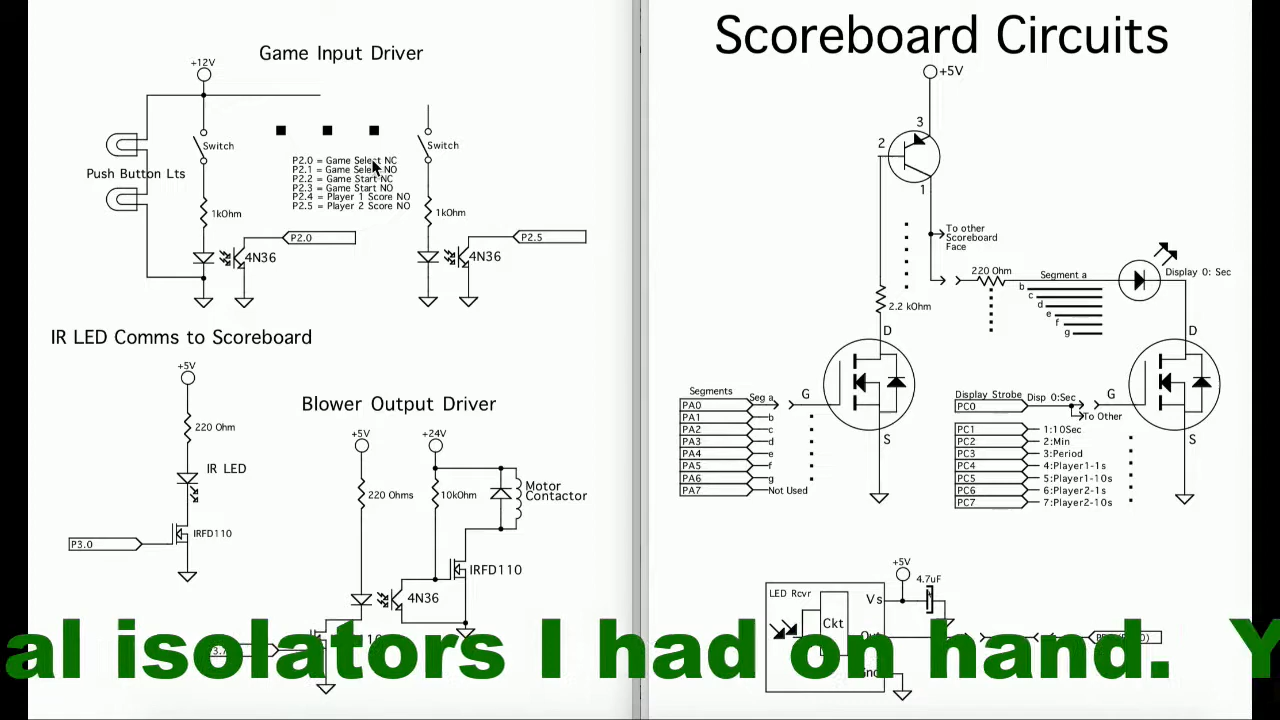 Game Input Driver
+12V
Switch
Switch
Push Button Lts
P2.0 = Game Select NC
P2.1 = Game Select NO
P2.2 = Game Start NC
P2.3 = Game Start NO
P2.4 = Player 1 Score NO
P2.5 = Player 2 Score NO
1kOhm
1kOhm
P2.0
P2.5
4N36
4N36
IR LED Comms to Scoreboard
+5V
220 Ohm
IR LED
IRFD110
P3.0
Blower Output Driver
+5V
+24V
220 Ohms
10kOhm
Motor
Contactor
IRFD110
4N36
Scoreboard Circuits
+5V
3
2
1
To other
Scoreboard
Face
220 Ohm
Segment a
b
c
d
e
f
g
Display 0: Sec
2.2 kOhm
D
G
S
D
G
S
Segments
Seg a
PA0
PA1 b
PA2 c
PA3 d
PA4 e
PA5 f
PA6 g
PA7 Not Used
Display Strobe
Disp 0:Sec
PC0
To Other
PC1 1:10Sec
PC2 2:Min
PC3 3:Period
PC4 4:Player1-1s
PC5 5:Player1-10s
PC6 6:Player2-1s
PC7 7:Player2-10s
+5V
4.7uF
LED Rcvr
Vs
Ckt
Out
Gnd
al isolators I had on hand. Y